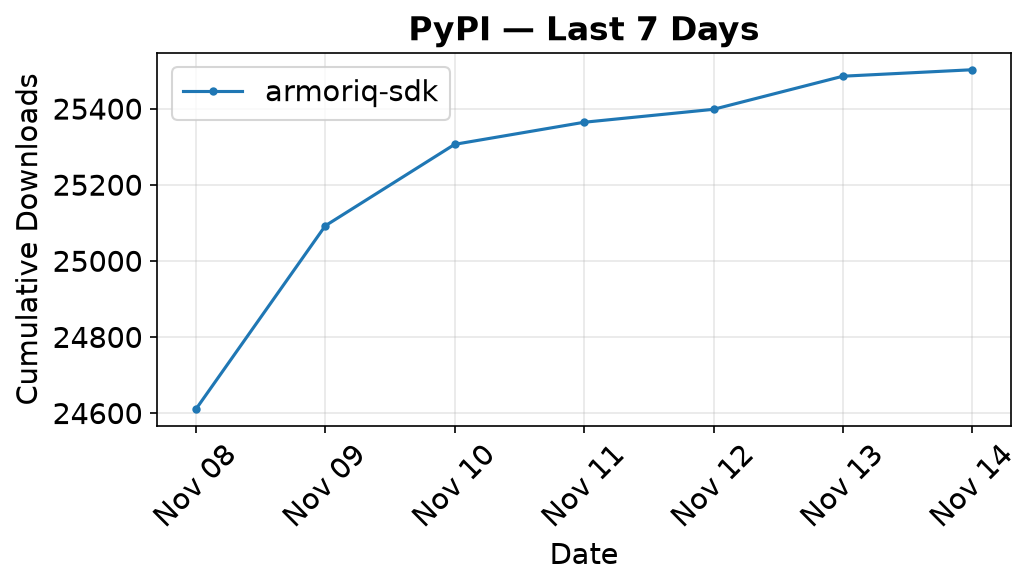 PyPI — Last 7 Days
armoriq-sdk
Cumulative Downloads
25400
25200
25000
24800
24600
Nov 08
Nov 09
Nov 10
Nov 11
Nov 12
Nov 13
Nov 14
Date